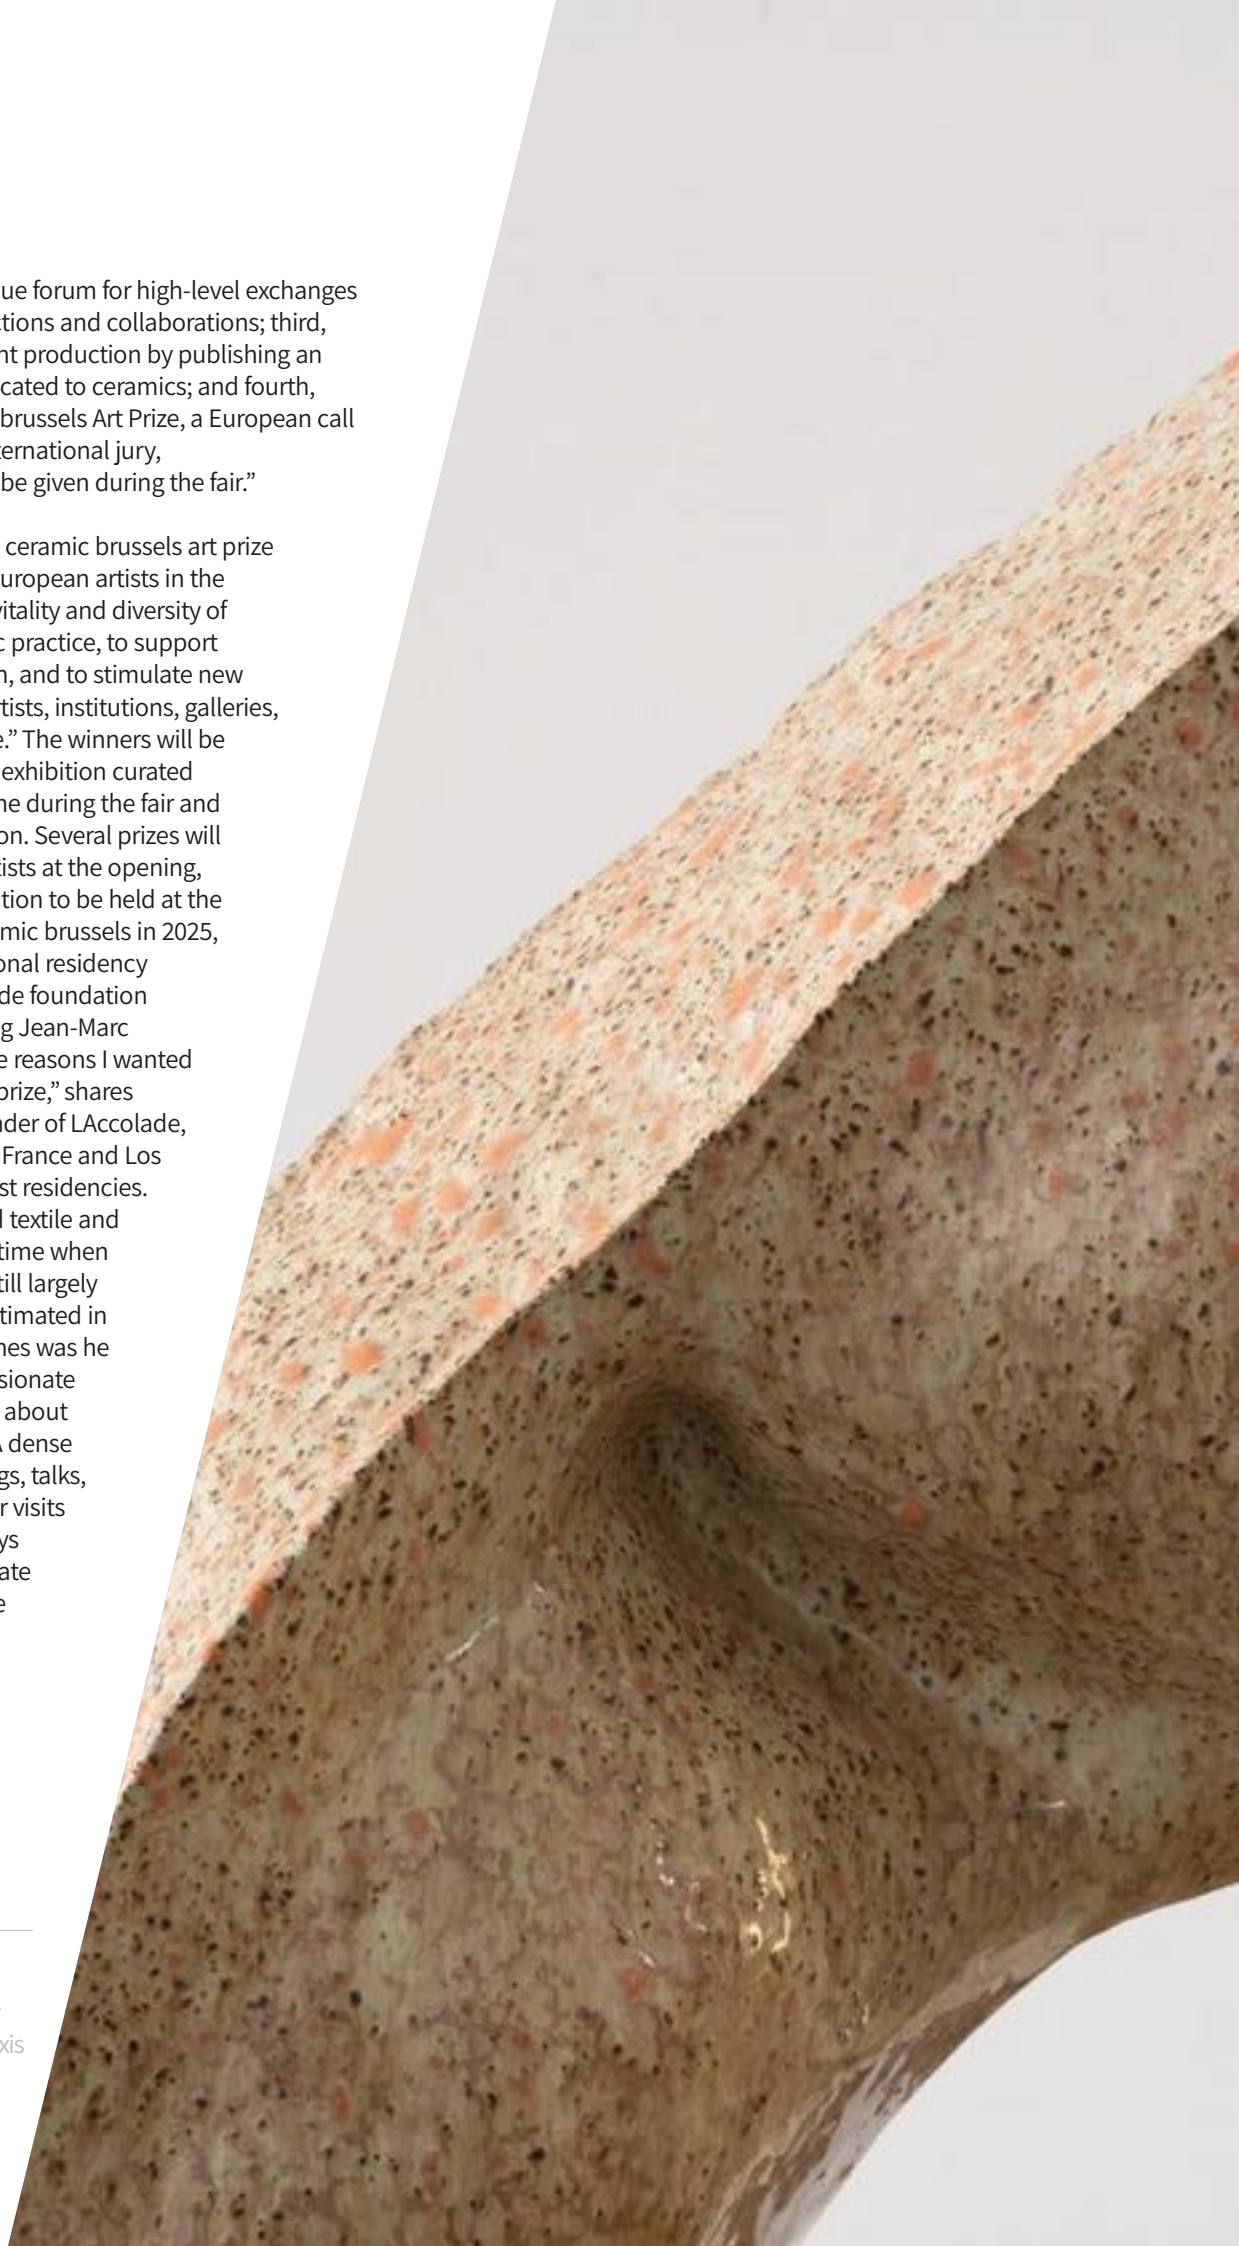 ue forum for high-level exchanges
tions and collaborations; third,
nt production by publishing an
cated to ceramics; and fourth,
brussels Art Prize, a European call
ternational jury,
be given during the fair.”
ceramic brussels art prize
uropean artists in the
vitality and diversity of
c practice, to support
n, and to stimulate new
tists, institutions, galleries,
e.” The winners will be
exhibition curated
ne during the fair and
on. Several prizes will
tists at the opening,
tion to be held at the
mic brussels in 2025,
onal residency
de foundation
g Jean-Marc
e reasons I wanted
prize,” shares
nder of LAccolade,
France and Los
st residencies.
d textile and
time when
till largely
timated in
nes was he
sionate
about
A dense
gs, talks,
r visits
ys
ate
e
xis